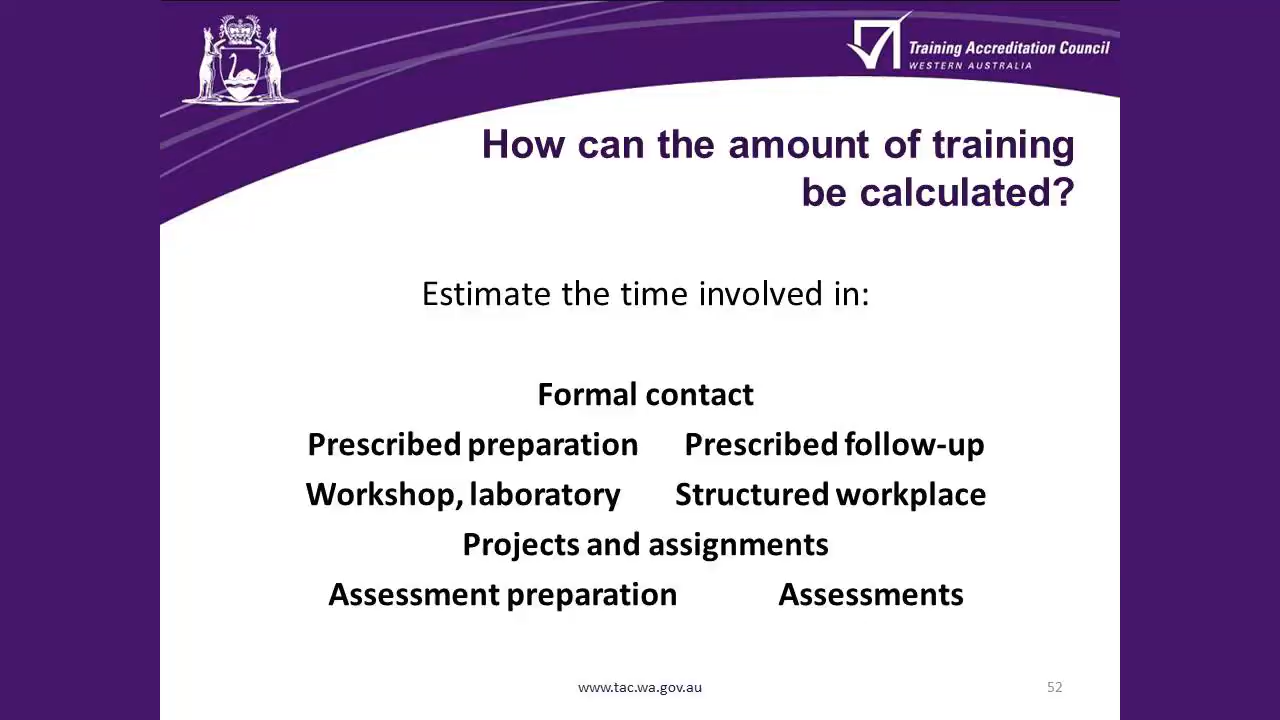 Training Accreditation Council
WESTERN AUSTRALIA
How can the amount of training
be calculated?
Estimate the time involved in:
Formal contact
Prescribed preparation Prescribed follow-up
Workshop, laboratory Structured workplace
Projects and assignments
Assessment preparation Assessments
www.tac.wa.gov.au 52